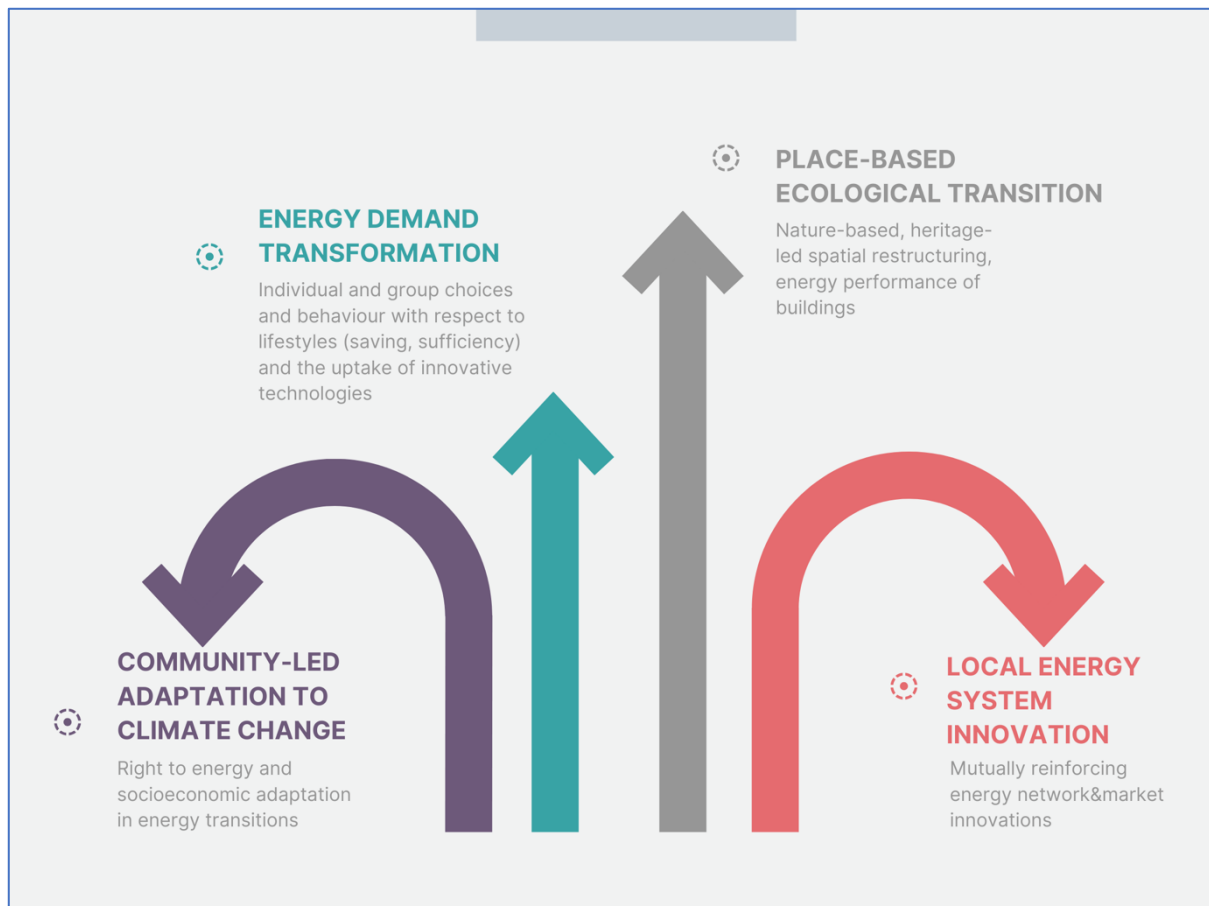 PLACE-BASED
ECOLOGICAL TRANSITION
Nature-based, heritage-
led spatial restructuring,
energy performance of
buildings
ENERGY DEMAND
TRANSFORMATION
Individual and group choices
and behaviour with respect to
lifestyles (saving, sufficiency)
and the uptake of innovative
technologies
COMMUNITY-LED
ADAPTATION TO
CLIMATE CHANGE
Right to energy and
socioeconomic adaptation
in energy transitions
LOCAL ENERGY
SYSTEM
INNOVATION
Mutually reinforcing
energy network&market
innovations